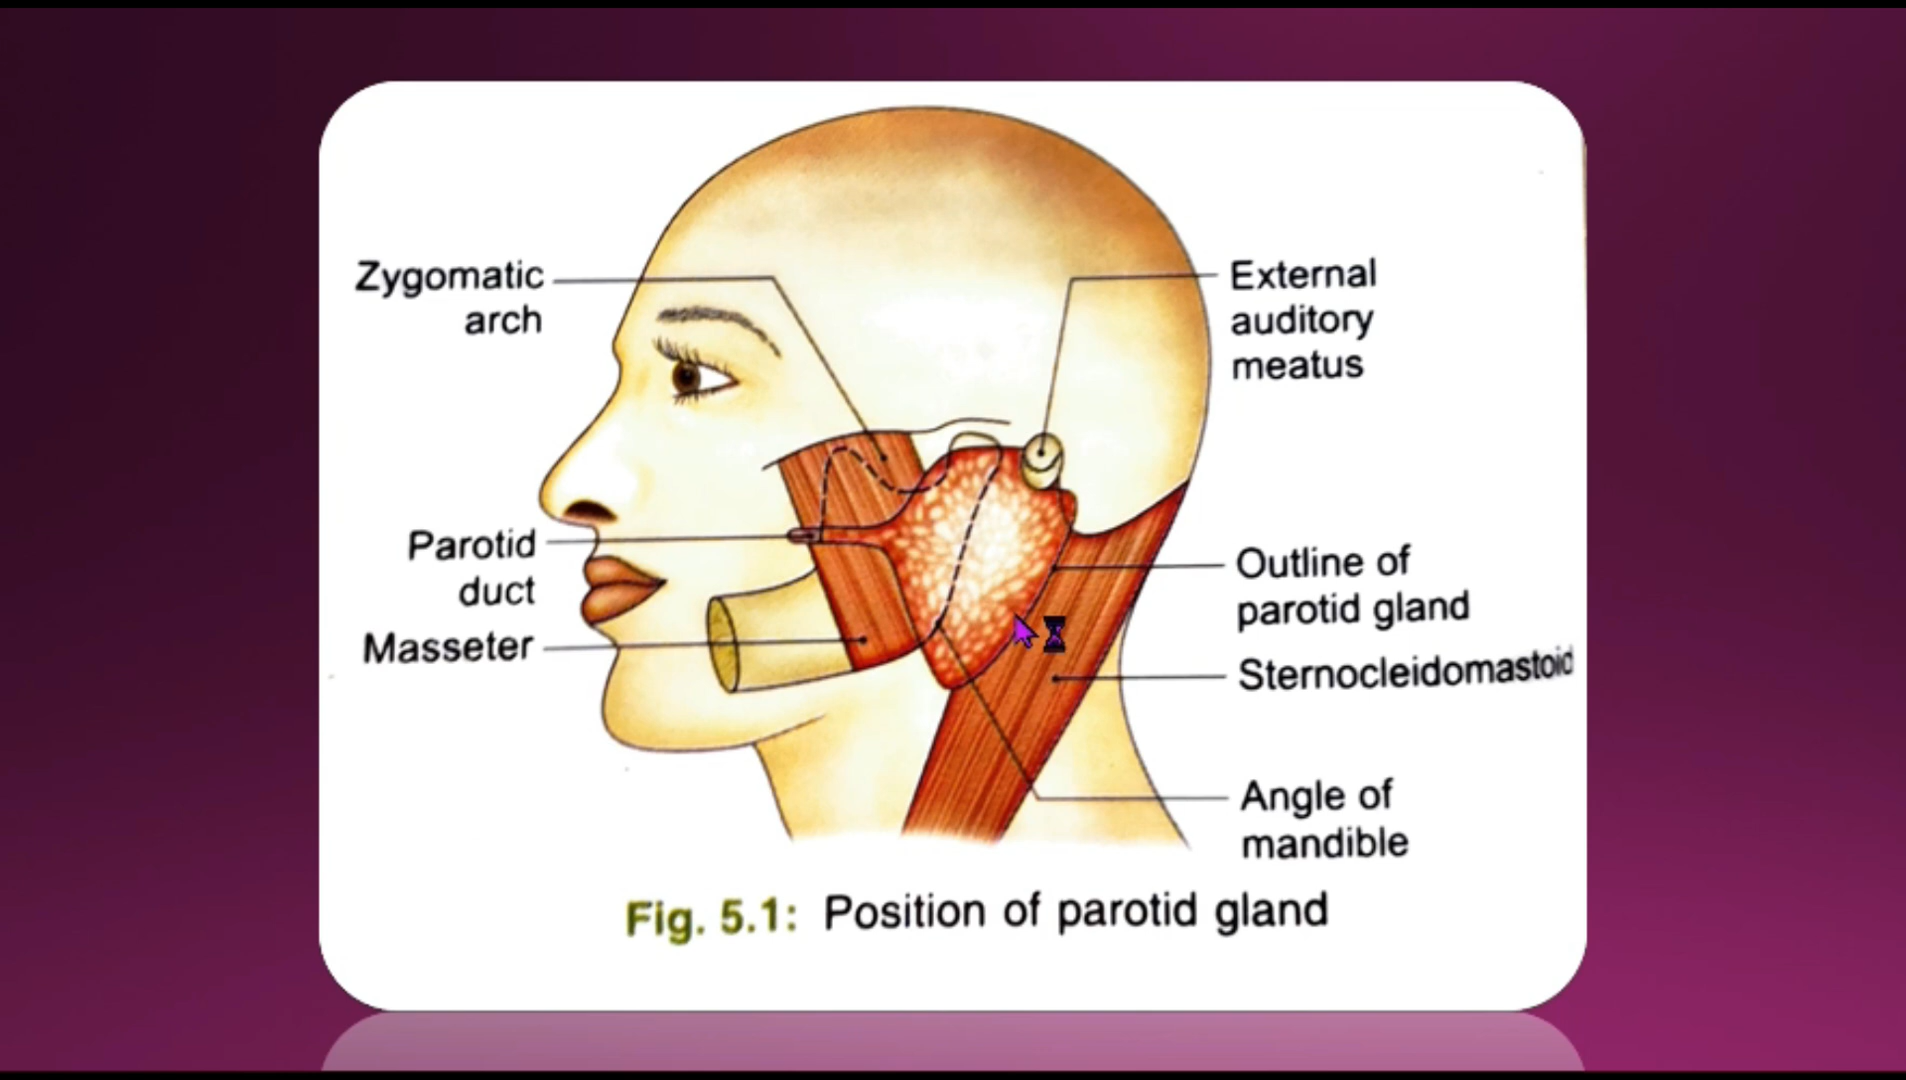 Zygomatic
arch
External
auditory
meatus
Parotid
duct
Masseter
Outline of
parotid gland
Sternocleidomastoid
Angle of
mandible
Fig. 5.1: Position of parotid gland